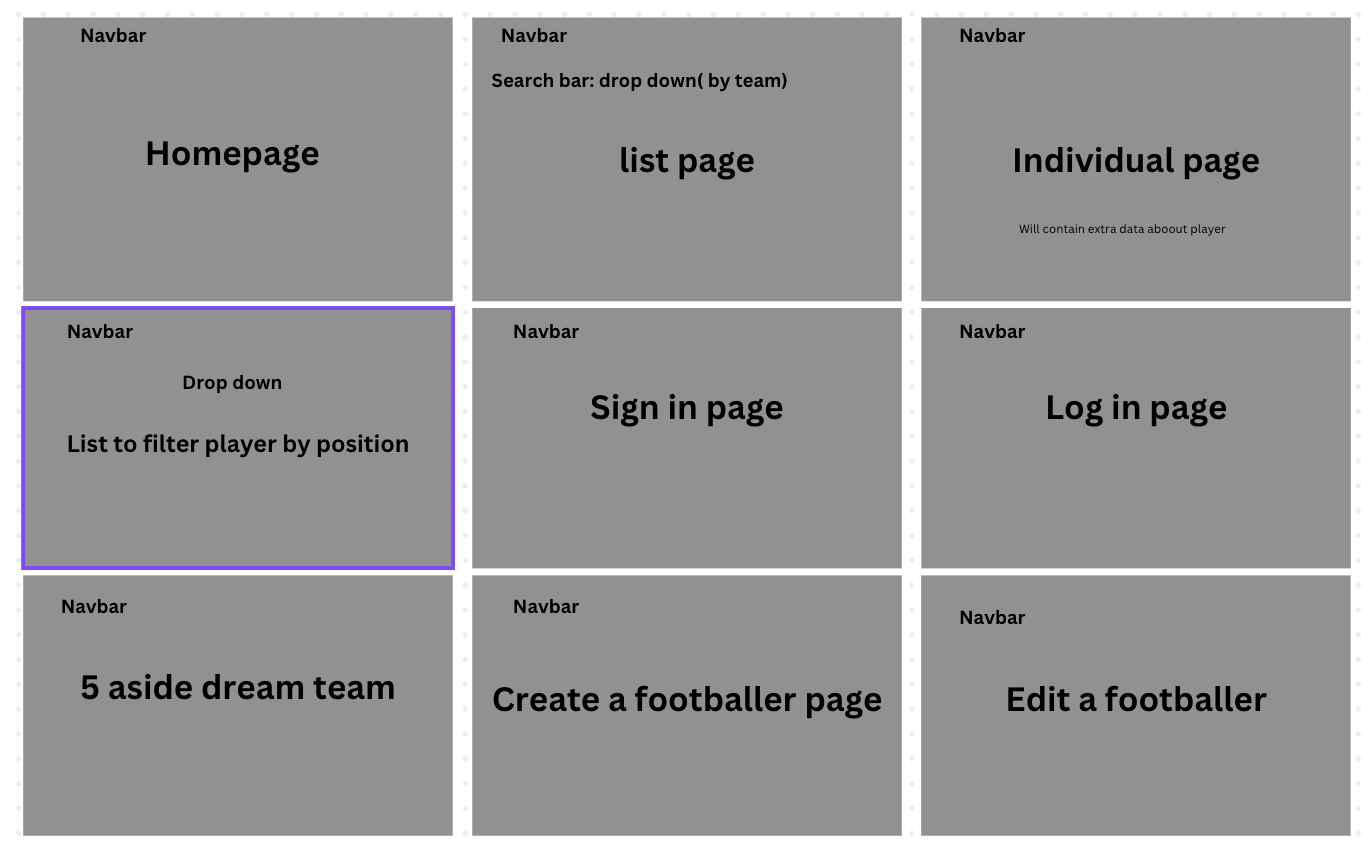 Navbar
Homepage
Navbar
Search bar: drop down( by team)
list page
Navbar
Individual page
Will contain extra data aboout player
Navbar
Drop down
List to filter player by position
Navbar
Sign in page
Navbar
Log in page
Navbar
5 aside dream team
Navbar
Create a footballer page
Navbar
Edit a footballer